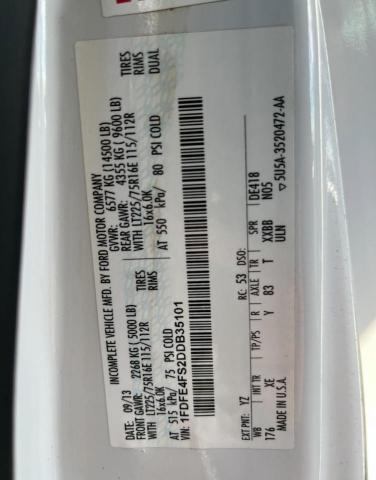 INCOMPLETE VEHICLE MFD. BY FORD MOTOR COMPANY
DATE: 09/13 GVWR: 6577 KG (14500 LB)
FRONT GAWR: 2268 KG ( 5000 LB) REAR GAWR: 4355 KG ( 9600 LB)
WITH LT225/75R16E 115/112R TIRES WITH LT225/75R16E 115/112R TIRES
16x6.0K RIMS 16x6.0K RIMS
AT 515 kPa/ 75 PSI COLD AT 550 kPa/ 80 PSI COLD DUAL
VIN: 1FDFE4FS2DDB35101
EXT PNT: YZ RC: 53 DSO:
WB INT TR TP/PS R AXLE TR SPR DE418
176 XE Y 83 T XXBB N05
MADE IN U.S.A. ULN
▽5U5A-3520472-AA